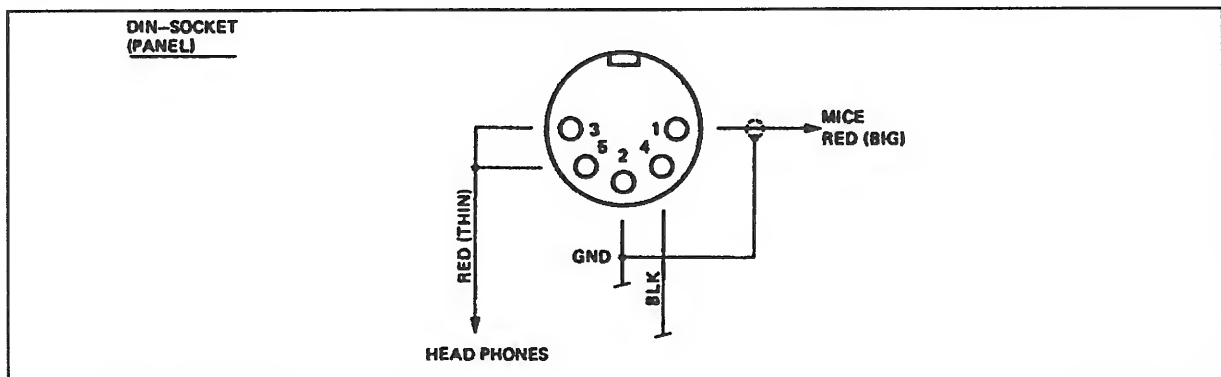 DIN-SOCKET
(PANEL)
3
1
5
2
4
MICE
RED (BIG)
RED (THIN)
GND
BLK
HEAD PHONES